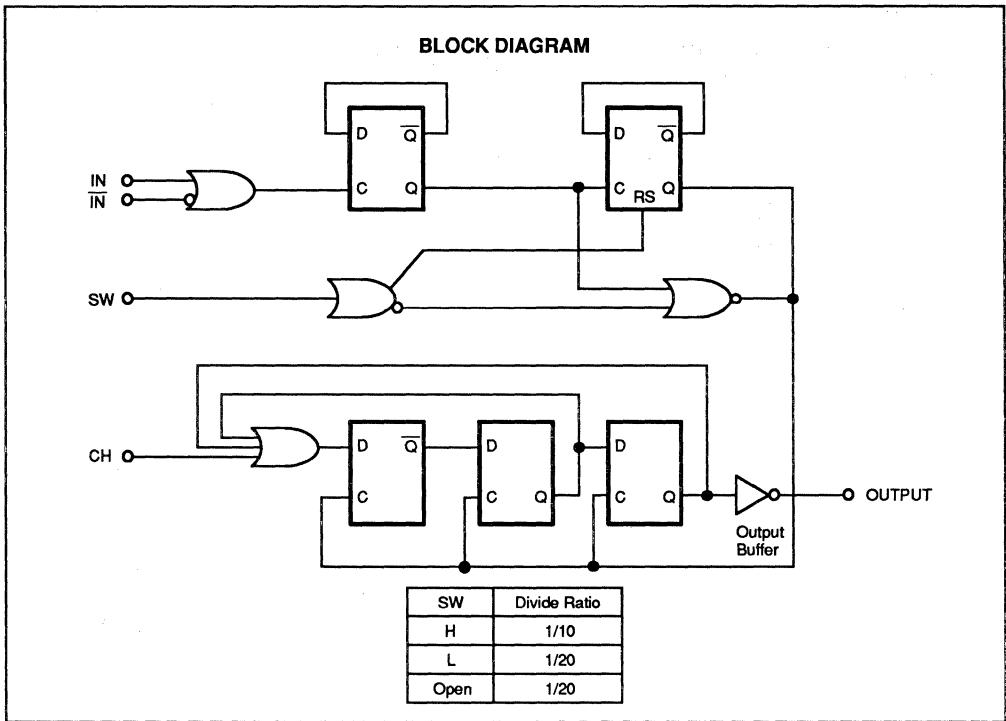 BLOCK DIAGRAM
D Q̅ D Q̅
IN
I̅N̅
C Q C Q
RS
SW
D Q̅ D D
CH
C C Q C Q
OUTPUT
Output
Buffer
SW Divide Ratio
H 1/10
L 1/20
Open 1/20